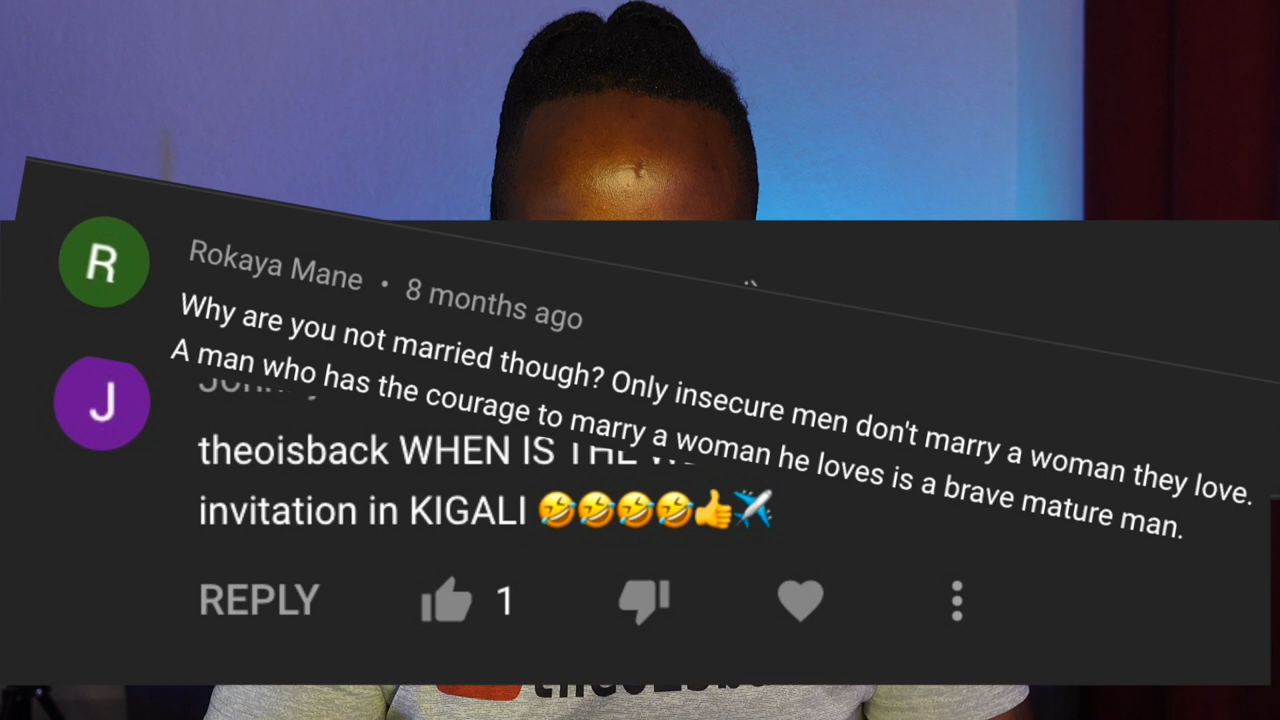 R
Rokaya Mane • 8 months ago
Why are you not married though? Only insecure men don't marry a woman they love.
A man who has the courage to marry a woman he loves is a brave mature man.
J
theoisback WHEN IS THE
invitation in KIGALI 🤣🤣🤣🤣👍✈️
REPLY 1